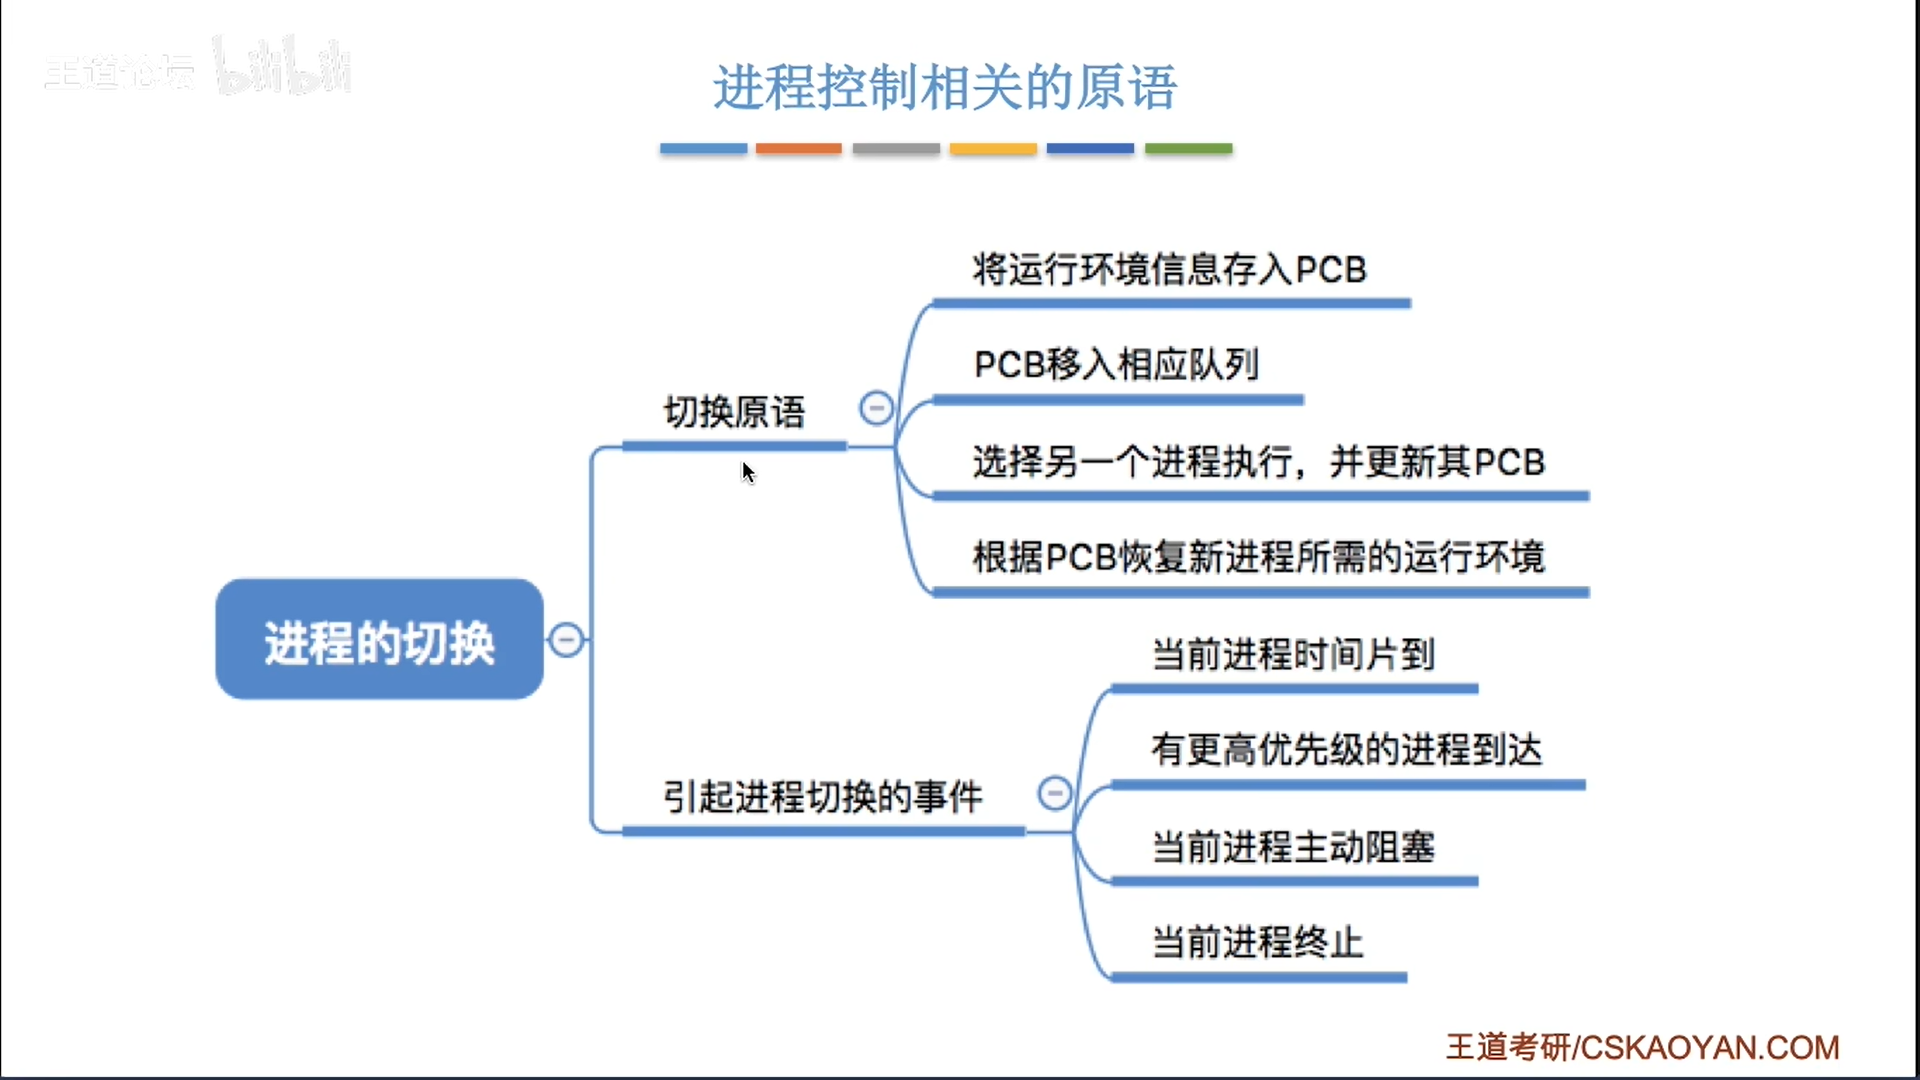 王道论坛 bilibili
进程控制相关的原语
将运行环境信息存入PCB
PCB移入相应队列
切换原语
选择另一个进程执行，并更新其PCB
根据PCB恢复新进程所需的运行环境
进程的切换
当前进程时间片到
有更高优先级的进程到达
引起进程切换的事件
当前进程主动阻塞
当前进程终止
王道考研/CSKAOYAN.COM